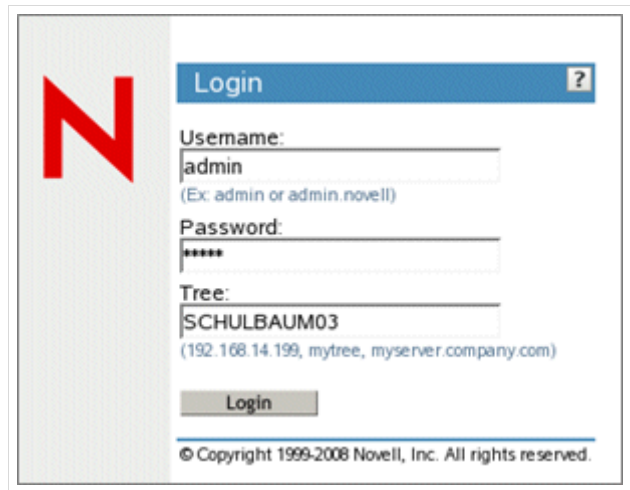 N
Login
?
Username:
admin
(Ex: admin or admin.novell)
Password:
*****
Tree:
SCHULBAUM03
(192.168.14.199, mytree, myserver.company.com)
Login
© Copyright 1999-2008 Novell, Inc. All rights reserved.